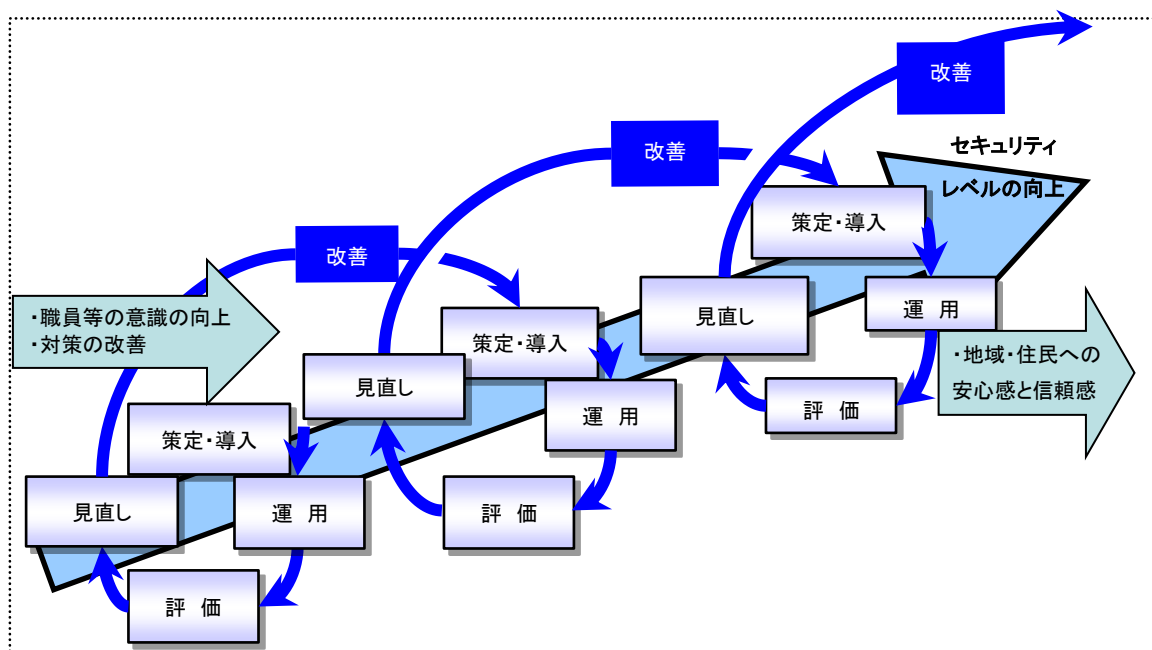 改善
改善
改善
セキュリティ
レベルの向上
策定・導入
運　用
見直し
評　価
・地域・住民への
安心感と信頼感
策定・導入
運　用
見直し
評　価
・職員等の意識の向上
・対策の改善
策定・導入
運　用
見直し
評　価